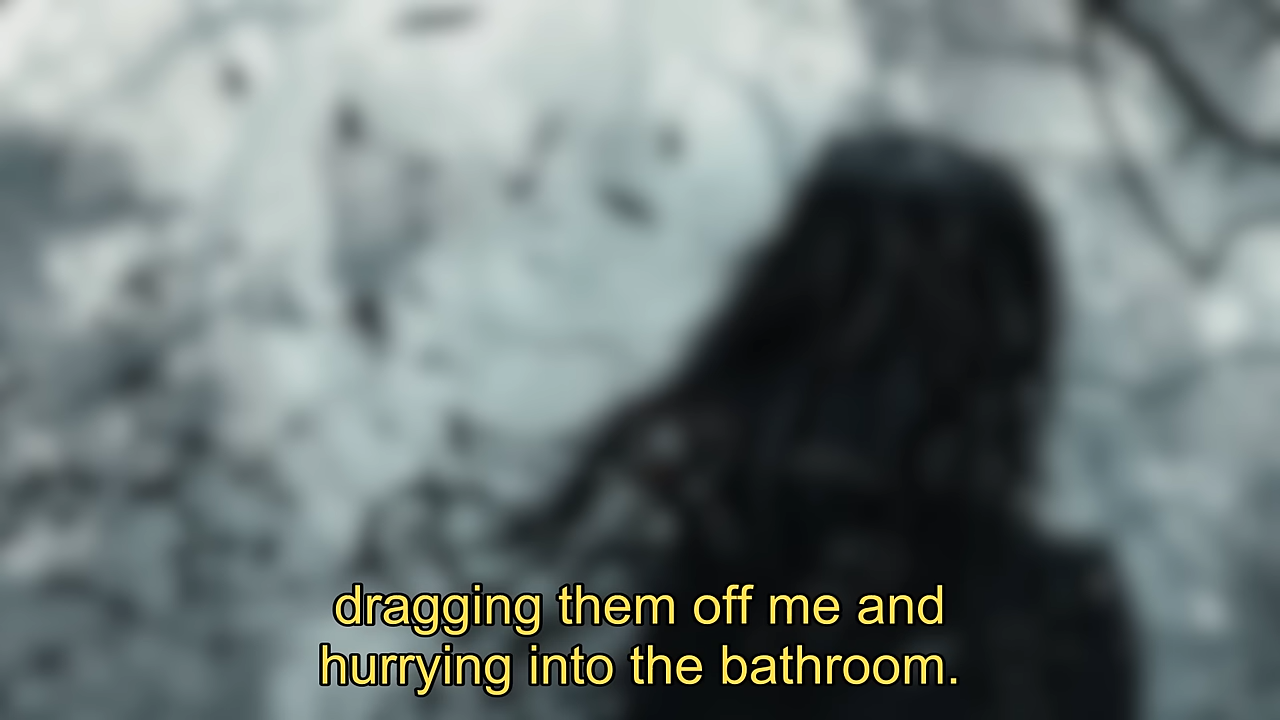 dragging them off me and
hurrying into the bathroom.